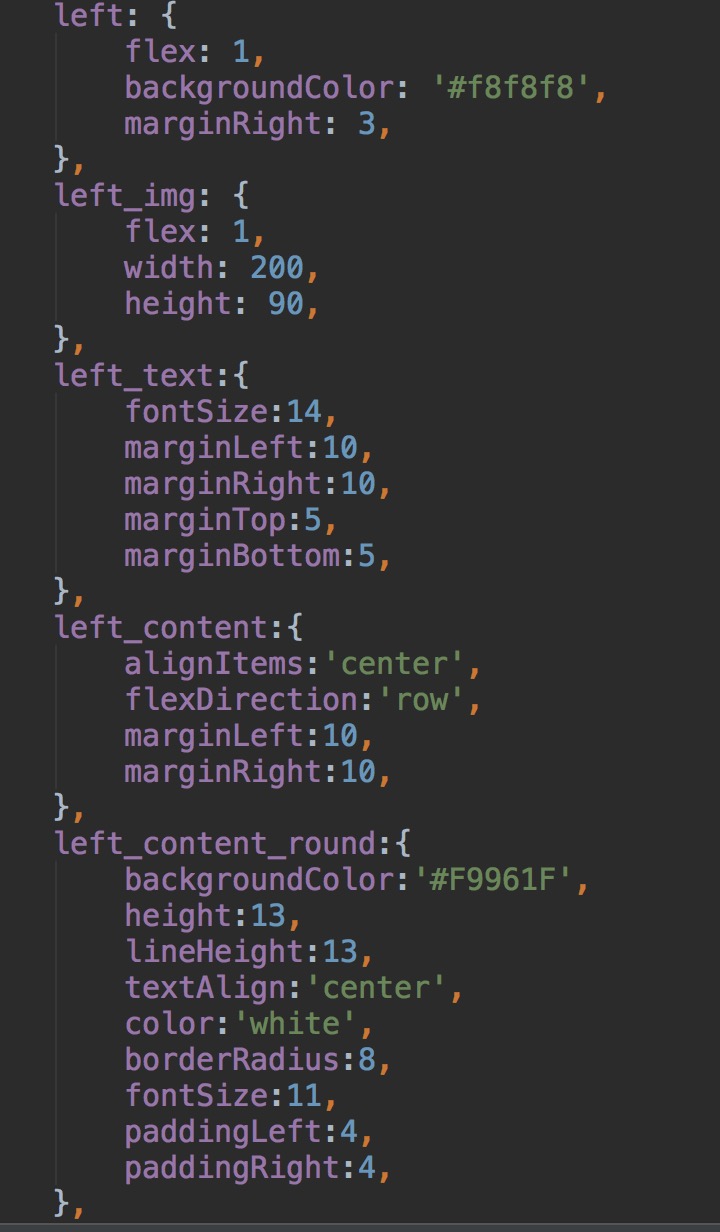 left: {
    flex: 1,
    backgroundColor: '#f8f8f8',
    marginRight: 3,
},
left_img: {
    flex: 1,
    width: 200,
    height: 90,
},
left_text:{
    fontSize:14,
    marginLeft:10,
    marginRight:10,
    marginTop:5,
    marginBottom:5,
},
left_content:{
    alignItems:'center',
    flexDirection:'row',
    marginLeft:10,
    marginRight:10,
},
left_content_round:{
    backgroundColor:'#F9961F',
    height:13,
    lineHeight:13,
    textAlign:'center',
    color:'white',
    borderRadius:8,
    fontSize:11,
    paddingLeft:4,
    paddingRight:4,
},